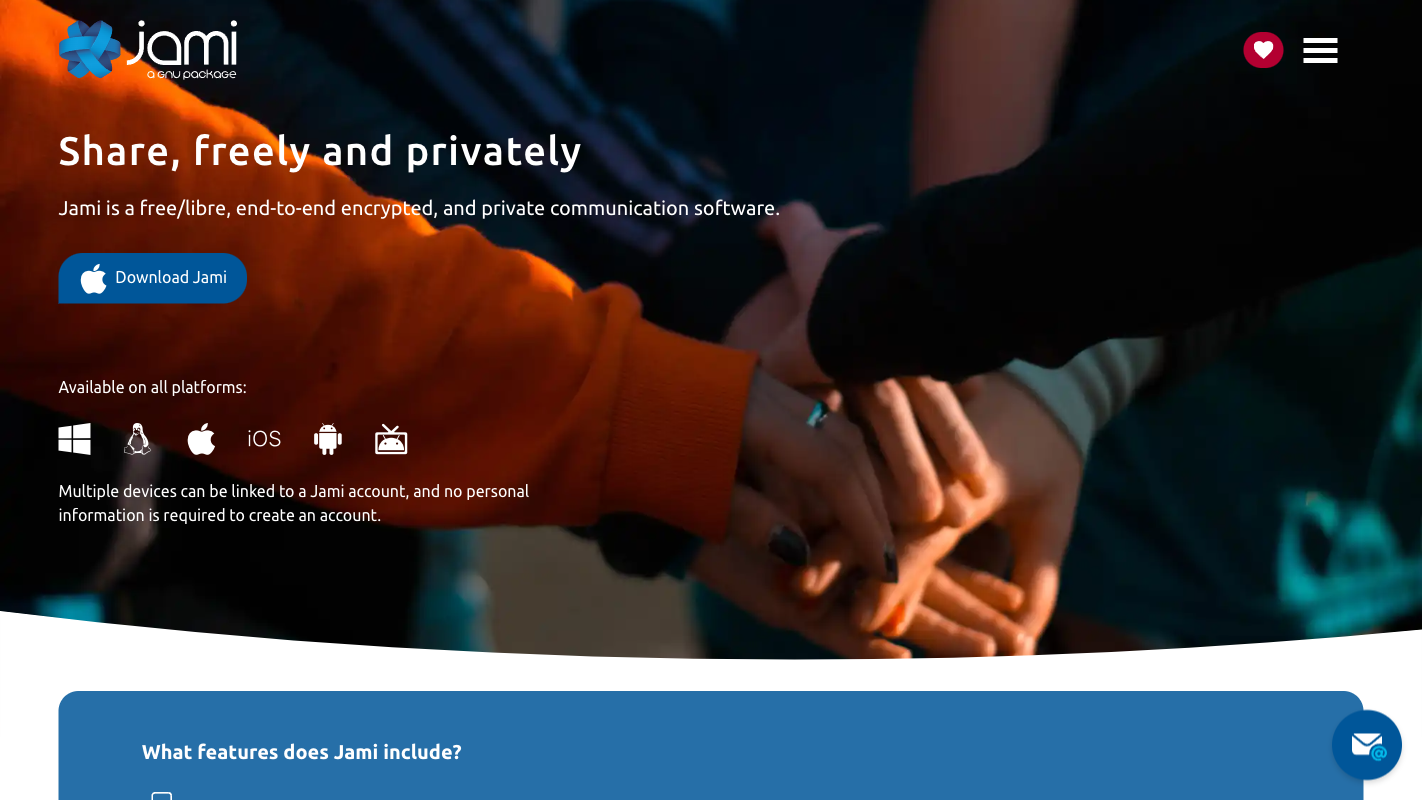 jami
a GNU package
Share, freely and privately
Jami is a free/libre, end-to-end encrypted, and private communication software.
Download Jami
Available on all platforms:
iOS
Multiple devices can be linked to a Jami account, and no personal
information is required to create an account.
What features does Jami include?
@